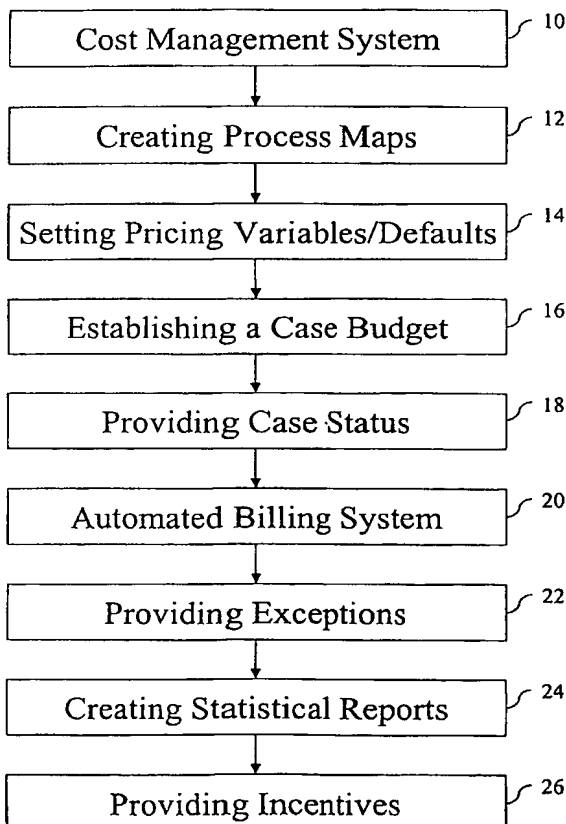 Cost Management System
10
Creating Process Maps
12
Setting Pricing Variables/Defaults
14
Establishing a Case Budget
16
Providing Case Status
18
Automated Billing System
20
Providing Exceptions
22
Creating Statistical Reports
24
Providing Incentives
26